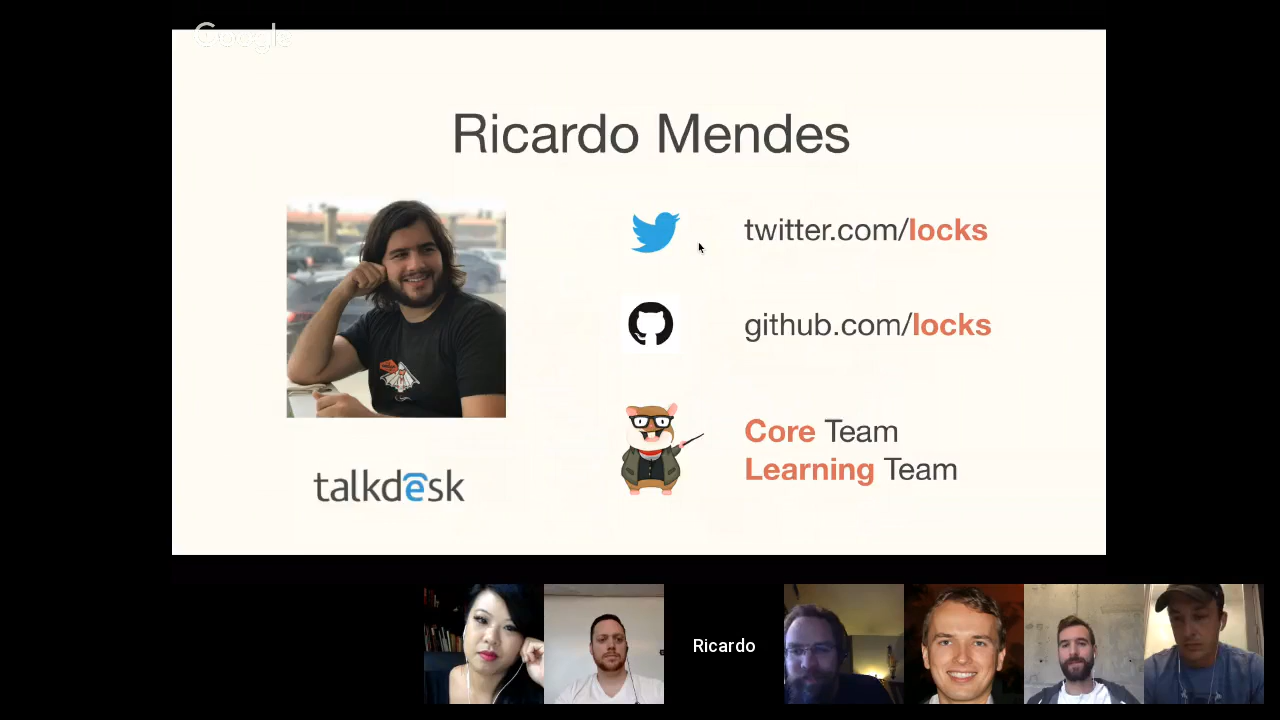 Google
Ricardo Mendes
twitter.com/locks
github.com/locks
Core Team
Learning Team
talkdesk
Ricardo